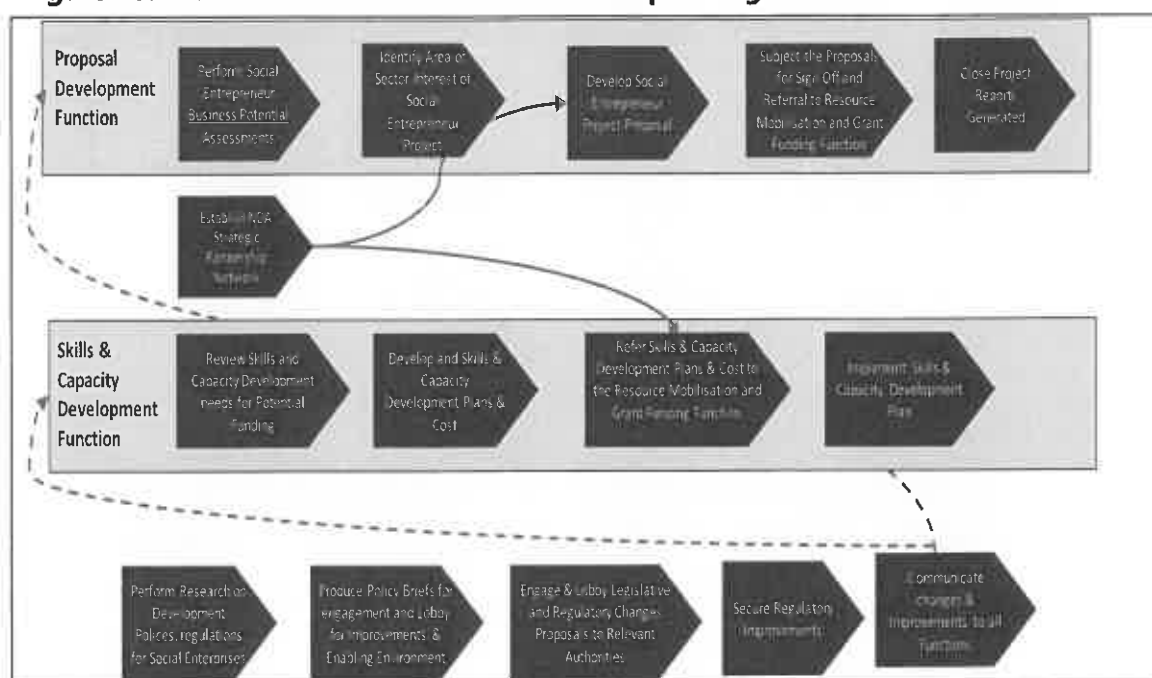 Proposal
Development
Function
Perform Social
Entrepreneur
Business Potential
Assessments
Identify Area of
Sector Interest of
Social
Entrepreneur
Project
Develop Social
Entrepreneur
Project Proposal
Subject the Proposals
for Sign Off and
Referral to Resource
Mobilisation and Grant
Funding Function
Close Project
Report
Generated
Establish NDA
Strategic
Partnership
Network
Skills &
Capacity
Development
Function
Review Skills and
Capacity Development
needs for Potential
Funding
Develop and Skills &
Capacity
Development Plans &
Cost
Refer Skills & Capacity
Development Plans & Cost to
the Resource Mobilisation and
Grant Funding Function
Implement Skills &
Capacity Development
Plan
Perform Research on
Development
Polices, regulations
for Social Enterprises
Produce Policy Briefs for
engagement and Lobby
for improvements &
Enabling Environment
Engage & Lobby Legislative
and Regulatory Changes
Proposals to Relevant
Authorities
Secure Regulatory
Improvements
Communicate
changes &
Improvements to all
Functions